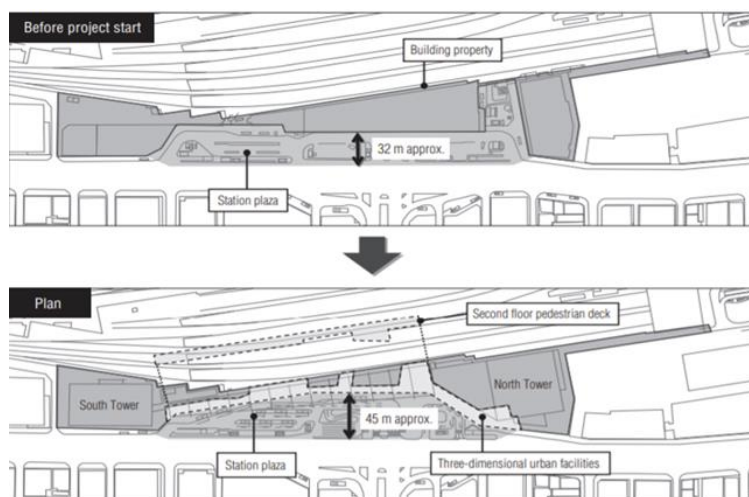 Before project start
Building property
32 m approx.
Station plaza
Plan
Second floor pedestrian deck
South Tower
North Tower
45 m approx.
Station plaza
Three-dimensional urban facilities